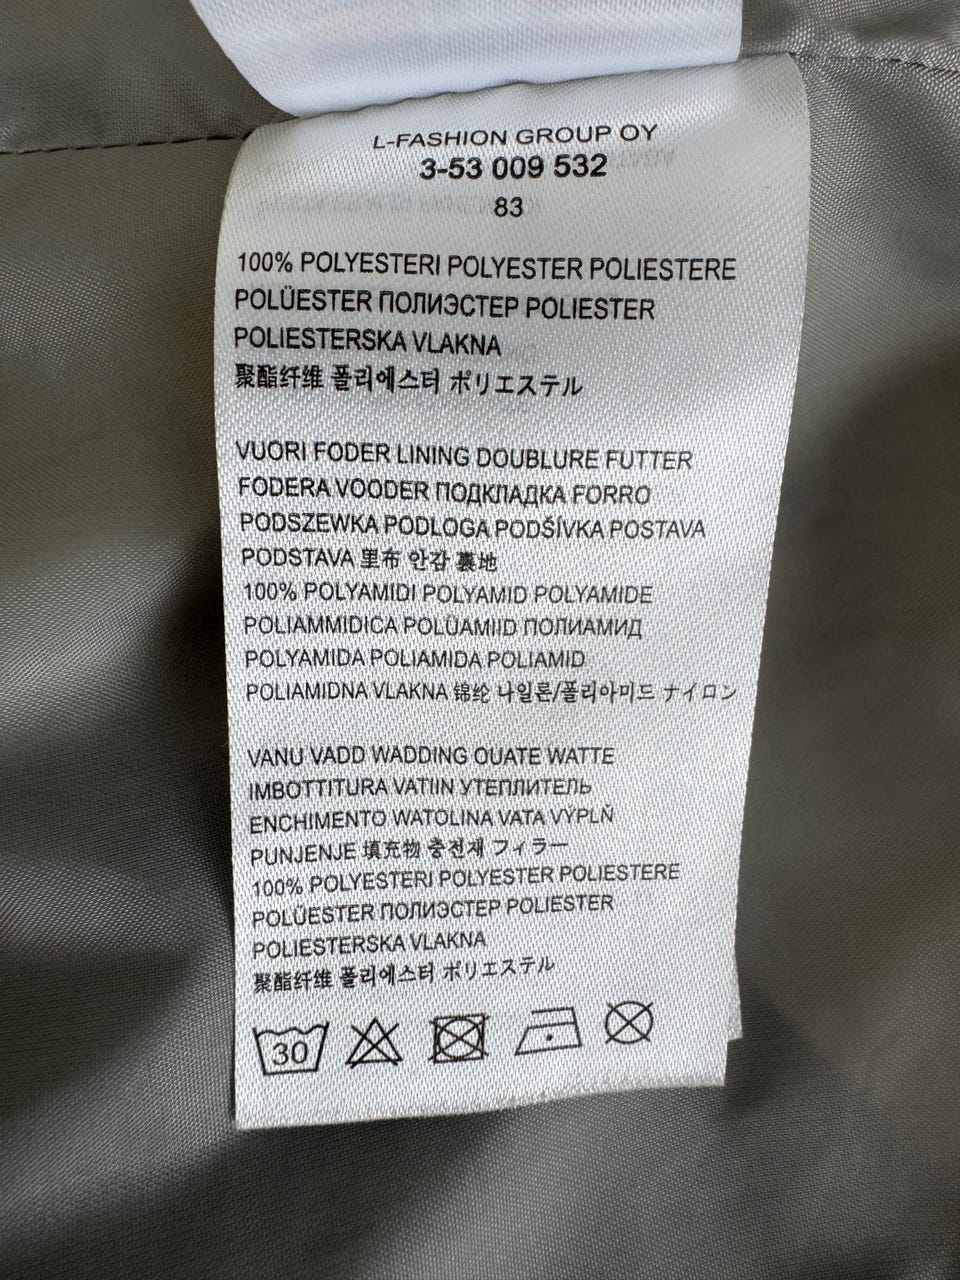 L-FASHION GROUP OY
3-53 009 532
83
100% POLYESTERI POLYESTER POLIESTERE
POLÜESTER ПОЛИЭСТЕР POLIESTER
POLIESTERSKA VLAKNA
聚酯纤维 폴리에스터 ポリエステル
VUORI FODER LINING DOUBLURE FUTTER
FODERA VOODER ПОДКЛАДКА FORRO
PODSZEWKA PODLOGA PODŠÍVKA POSTAVA
PODSTAVA 里布 안감 裏地
100% POLYAMIDI POLYAMID POLYAMIDE
POLIAMMIDICA POLÜAMIID ПОЛИАМИД
POLYAMIDA POLIAMIDA POLIAMID
POLIAMIDNA VLAKNA 锦纶 나일론/폴리아미드 ナイロン
VANU VADD WADDING OUATE WATTE
IMBOTTITURA VATIIN УТЕПЛИТЕЛЬ
ENCHIMENTO WATOLINA VATA VÝPLŇ
PUNJENJE 填充物 충전재 フィラー
100% POLYESTERI POLYESTER POLIESTERE
POLÜESTER ПОЛИЭСТЕР POLIESTER
POLIESTERSKA VLAKNA
聚酯纤维 폴리에스터 ポリエステル
30